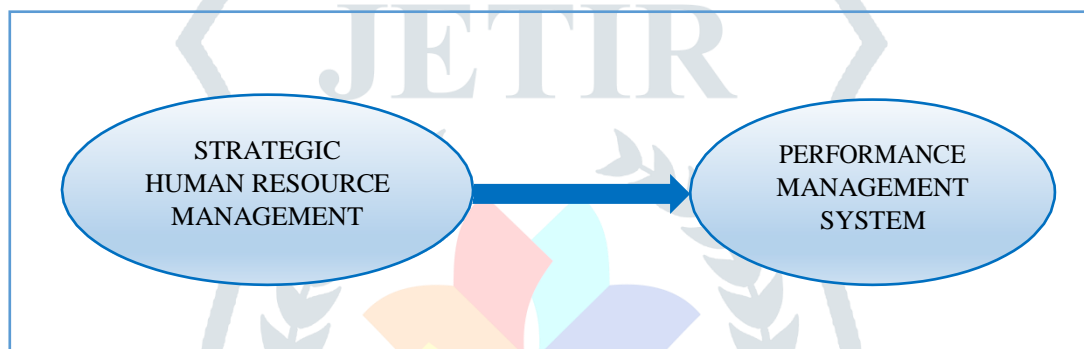 JETIR
STRATEGIC
HUMAN RESOURCE
MANAGEMENT
PERFORMANCE
MANAGEMENT
SYSTEM